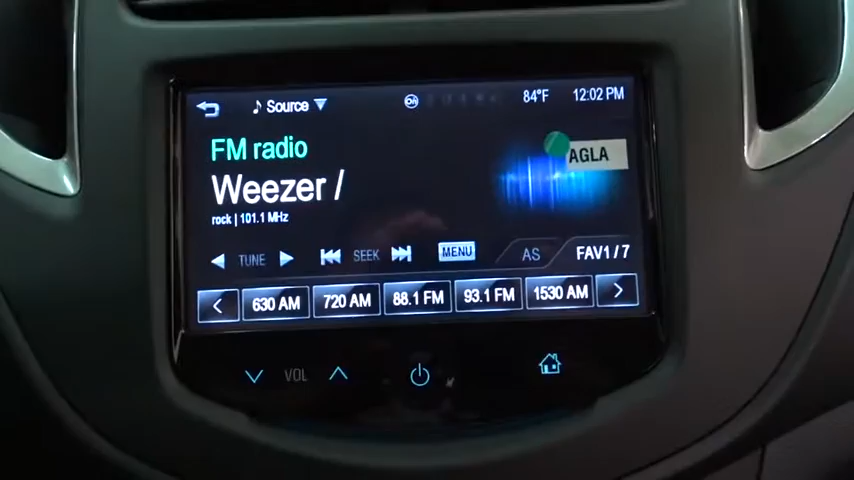 Source On 84°F 12:02 PM
FM radio
AGLA
Weezer /
rock | 101.1 MHz
TUNE SEEK MENU AS FAV1 / 7
630 AM 720 AM 88.1 FM 93.1 FM 1530 AM
VOL